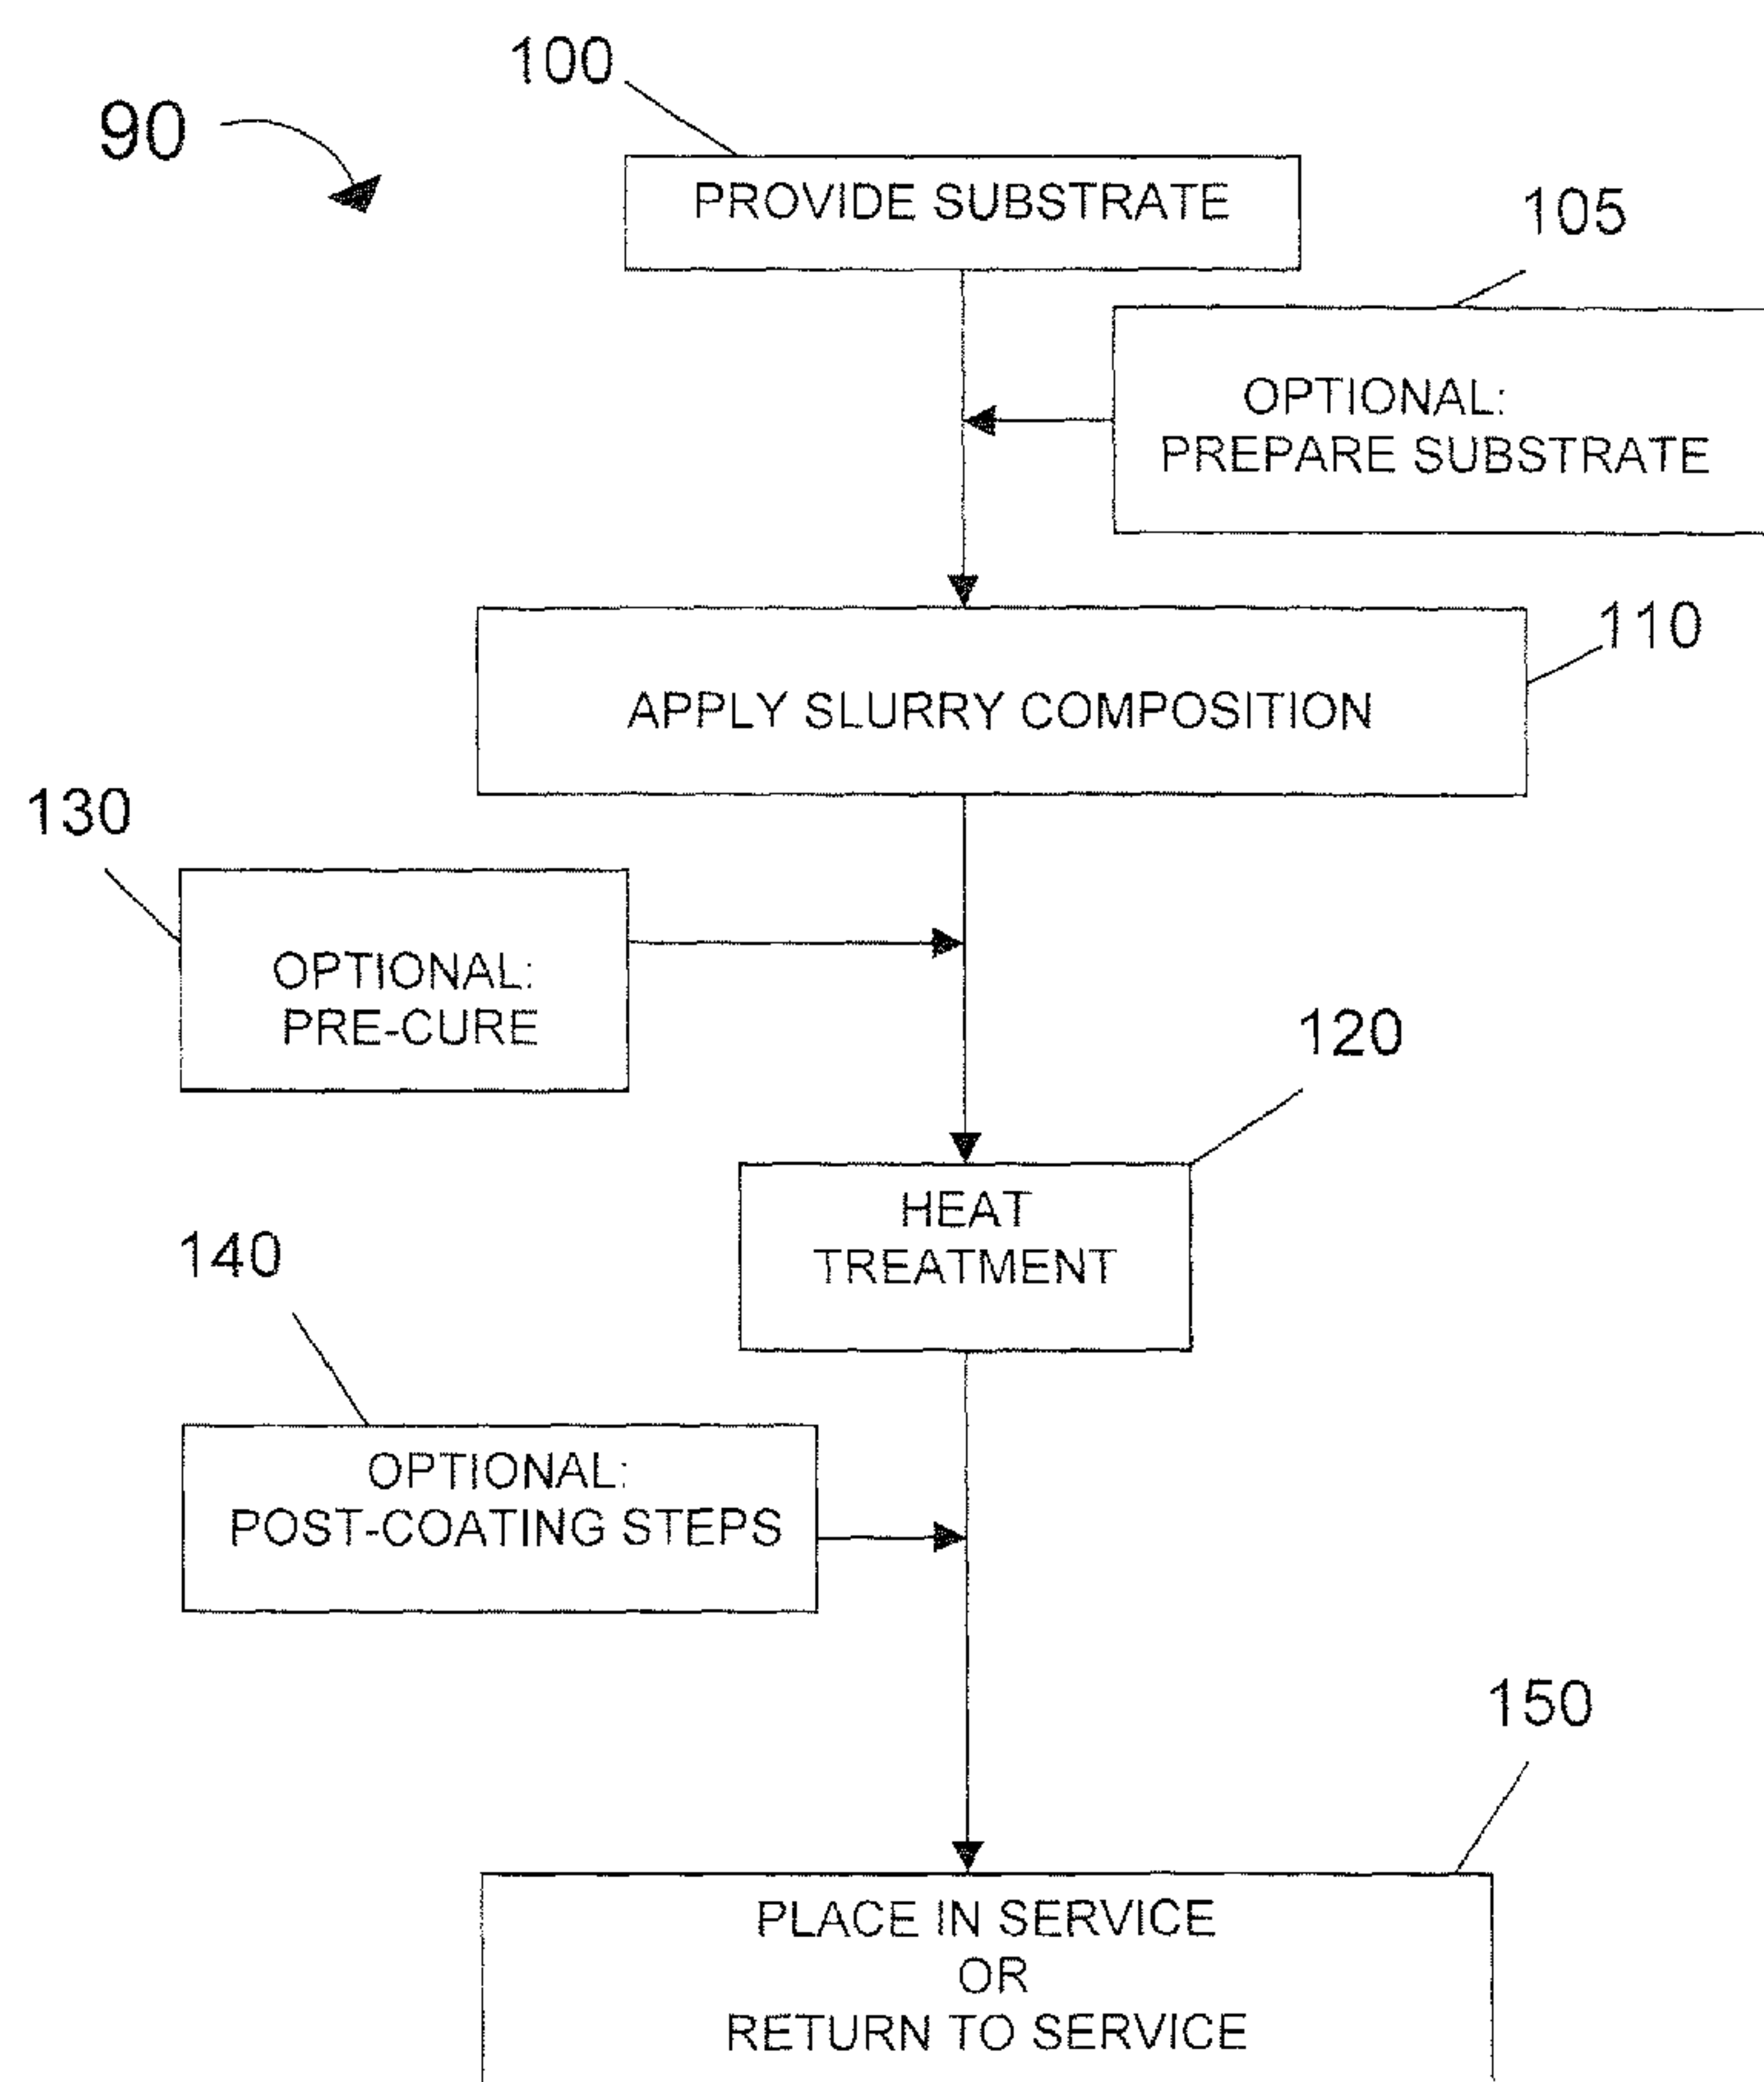 100
90
PROVIDE SUBSTRATE
105
OPTIONAL:
PREPARE SUBSTRATE
110
APPLY SLURRY COMPOSITION
130
OPTIONAL:
PRE-CURE
120
HEAT
TREATMENT
140
OPTIONAL:
POST-COATING STEPS
150
PLACE IN SERVICE
OR
RETURN TO SERVICE